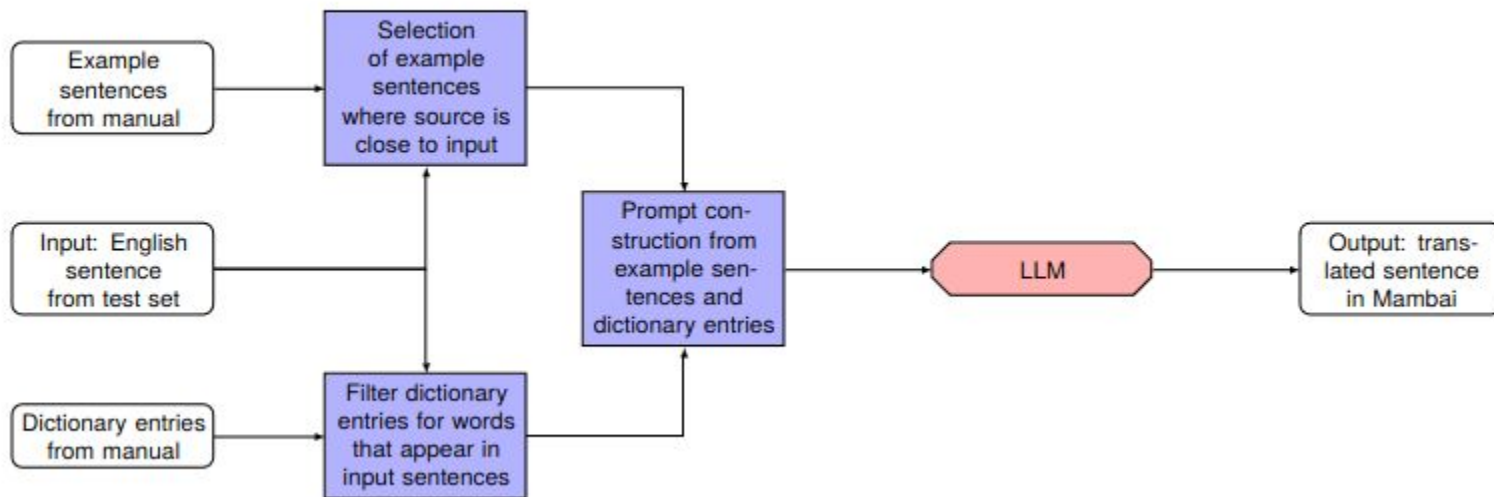 Example
sentences
from manual
Selection
of example
sentences
where source is
close to input
Input: English
sentence
from test set
Prompt con-
struction from
example sen-
tences and
dictionary entries
LLM
Output: trans-
lated sentence
in Mambai
Dictionary entries
from manual
Filter dictionary
entries for words
that appear in
input sentences